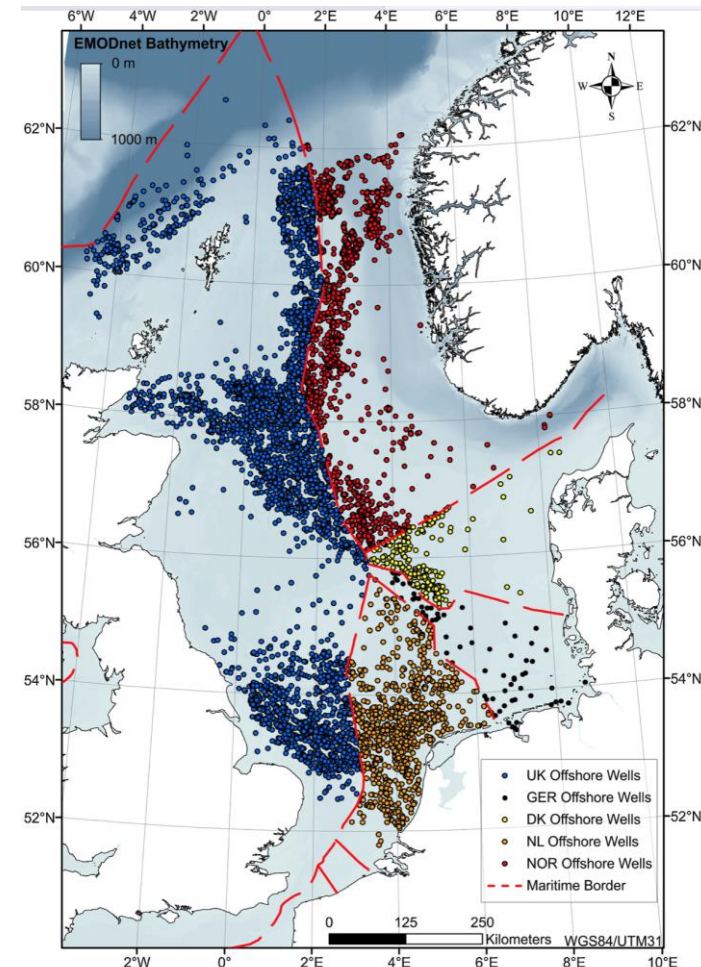 6°W 4°W 2°W 0° 2°E 4°E 6°E 8°E 10°E 12°E
EMODnet Bathymetry
0 m
1000 m
N
W E
S
62°N 62°N
60°N 60°N
58°N 58°N
56°N 56°N
54°N 54°N
52°N 52°N
UK Offshore Wells
GER Offshore Wells
DK Offshore Wells
NL Offshore Wells
NOR Offshore Wells
Maritime Border
0 125 250
Kilometers WGS84/UTM31
2°W 0° 2°E 4°E 6°E 8°E 10°E